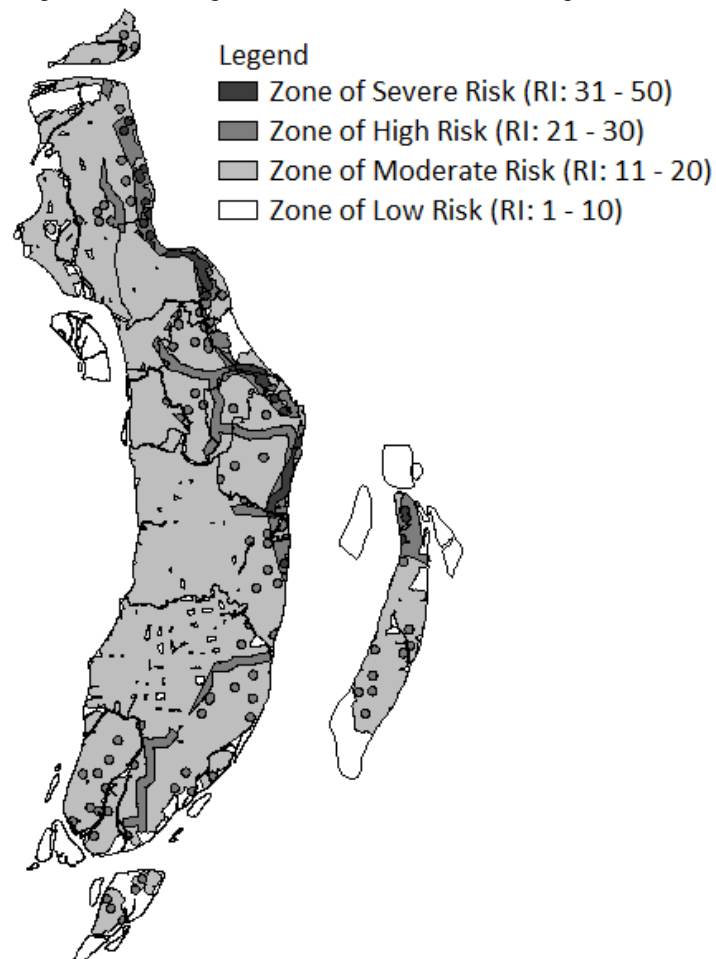 Legend
Zone of Severe Risk (RI: 31 - 50)
Zone of High Risk (RI: 21 - 30)
Zone of Moderate Risk (RI: 11 - 20)
Zone of Low Risk (RI: 1 - 10)